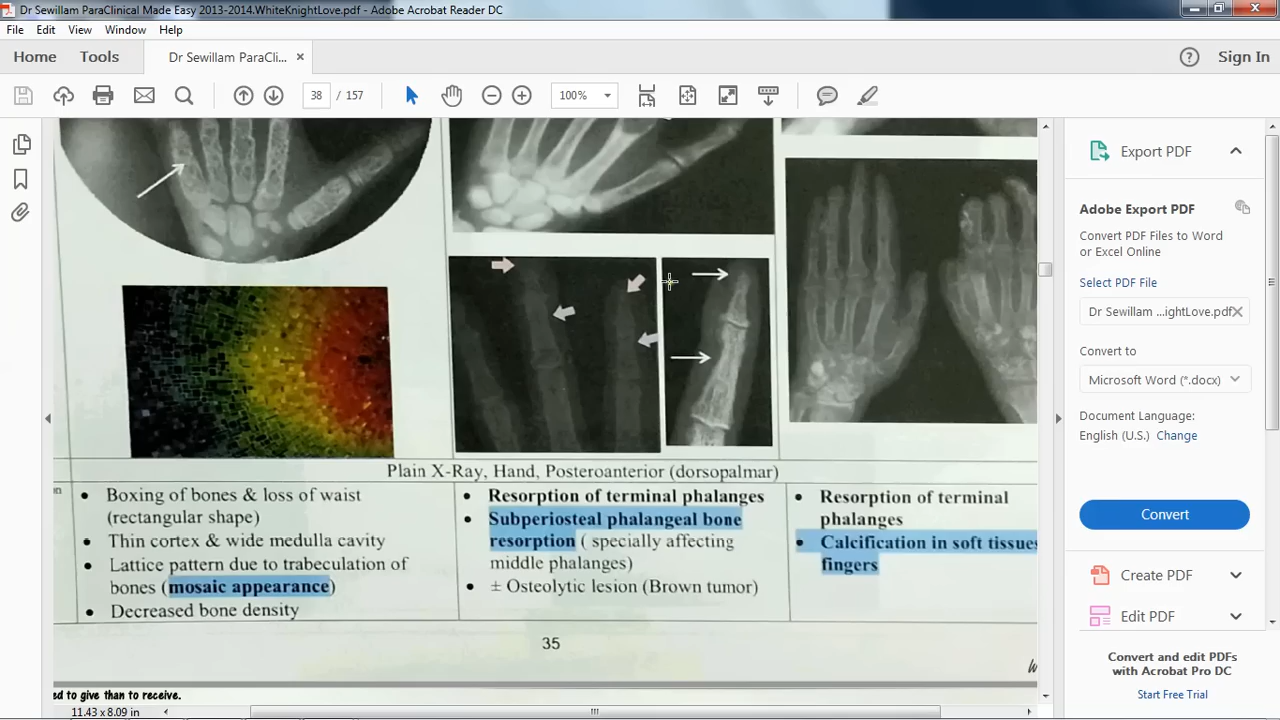 Dr Sewillam ParaClinical Made Easy 2013-2014.WhiteKnightLove.pdf - Adobe Acrobat Reader DC
File Edit View Window Help
Home Tools Dr Sewillam ParaCli... × ? Sign In
38 / 157 100%
Export PDF
Adobe Export PDF
Convert PDF Files to Word
or Excel Online
Select PDF File
Dr Sewillam ...ightLove.pdf
Convert to
Microsoft Word (*.docx)
Document Language:
English (U.S.) Change
Convert
Create PDF
Edit PDF
Convert and edit PDFs
with Acrobat Pro DC
Start Free Trial
Plain X-Ray, Hand, Posteroanterior (dorsopalmar)
• Boxing of bones & loss of waist
(rectangular shape)
• Thin cortex & wide medulla cavity
• Lattice pattern due to trabeculation of
bones (mosaic appearance)
• Decreased bone density
• Resorption of terminal phalanges
• Subperiosteal phalangeal bone
resorption ( specially affecting
middle phalanges)
• ± Osteolytic lesion (Brown tumor)
• Resorption of terminal
phalanges
• Calcification in soft tissues
fingers
35
ed to give than to receive.
11.43 x 8.09 in